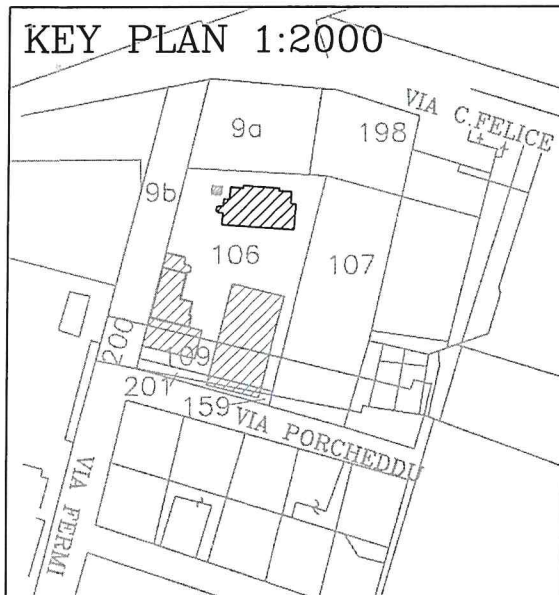 KEY PLAN 1:2000
VIA C.FELICE
9a
198
9b
106
107
200
109
201
159
VIA PORCHEDDU
VIA FERMI